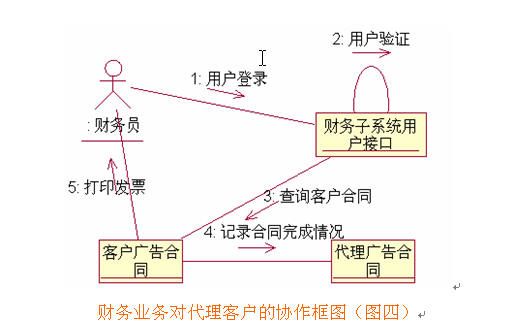 2: 用户验证
1: 用户登录
: 财务员
财务子系统用
户接口
5: 打印发票
3: 查询客户合同
4: 记录合同完成情况
客户广告合
同
代理广告合
同
财务业务对代理客户的协作框图（图四）